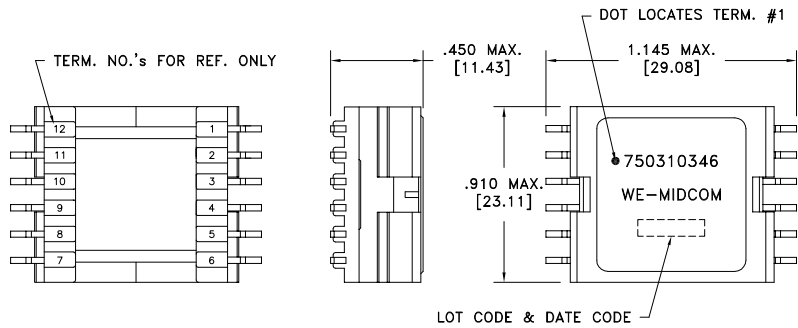 DOT LOCATES TERM. #1
TERM. NO.'s FOR REF. ONLY
.450 MAX.
[11.43]
1.145 MAX.
[29.08]
12 1
11 2
10 3
9 4
8 5
7 6
.910 MAX.
[23.11]
750310346
WE-MIDCOM
LOT CODE & DATE CODE